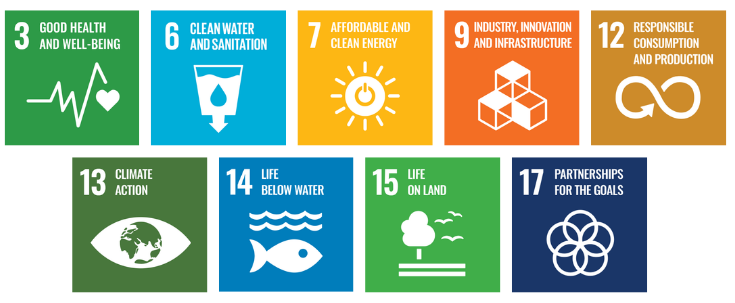 3 GOOD HEALTH
AND WELL-BEING
6 CLEAN WATER
AND SANITATION
7 AFFORDABLE AND
CLEAN ENERGY
9 INDUSTRY, INNOVATION
AND INFRASTRUCTURE
12 RESPONSIBLE
CONSUMPTION
AND PRODUCTION
13 CLIMATE
ACTION
14 LIFE
BELOW WATER
15 LIFE
ON LAND
17 PARTNERSHIPS
FOR THE GOALS